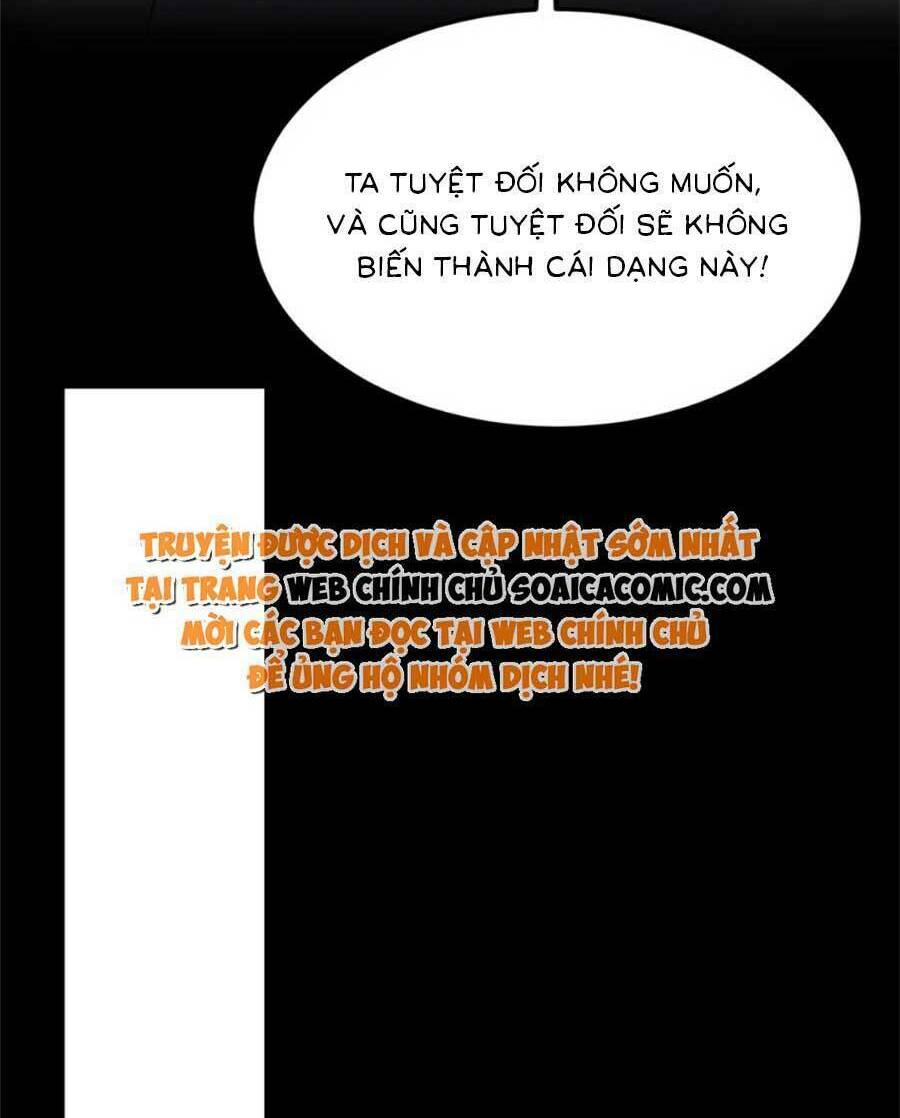 TA TUYỆT ĐỐI KHÔNG MUỐN,
VÀ CŨNG TUYỆT ĐỐI SẼ KHÔNG
BIẾN THÀNH CÁI DẠNG NÀY!
TRUYỆN ĐƯỢC DỊCH VÀ CẬP NHẬT SỚM NHẤT
TẠI TRANG WEB CHÍNH CHỦ SOAICACOMIC.COM
MỜI CÁC BẠN ĐỌC TẠI WEB CHÍNH CHỦ
ĐỂ ỦNG HỘ NHÓM DỊCH NHÉ!